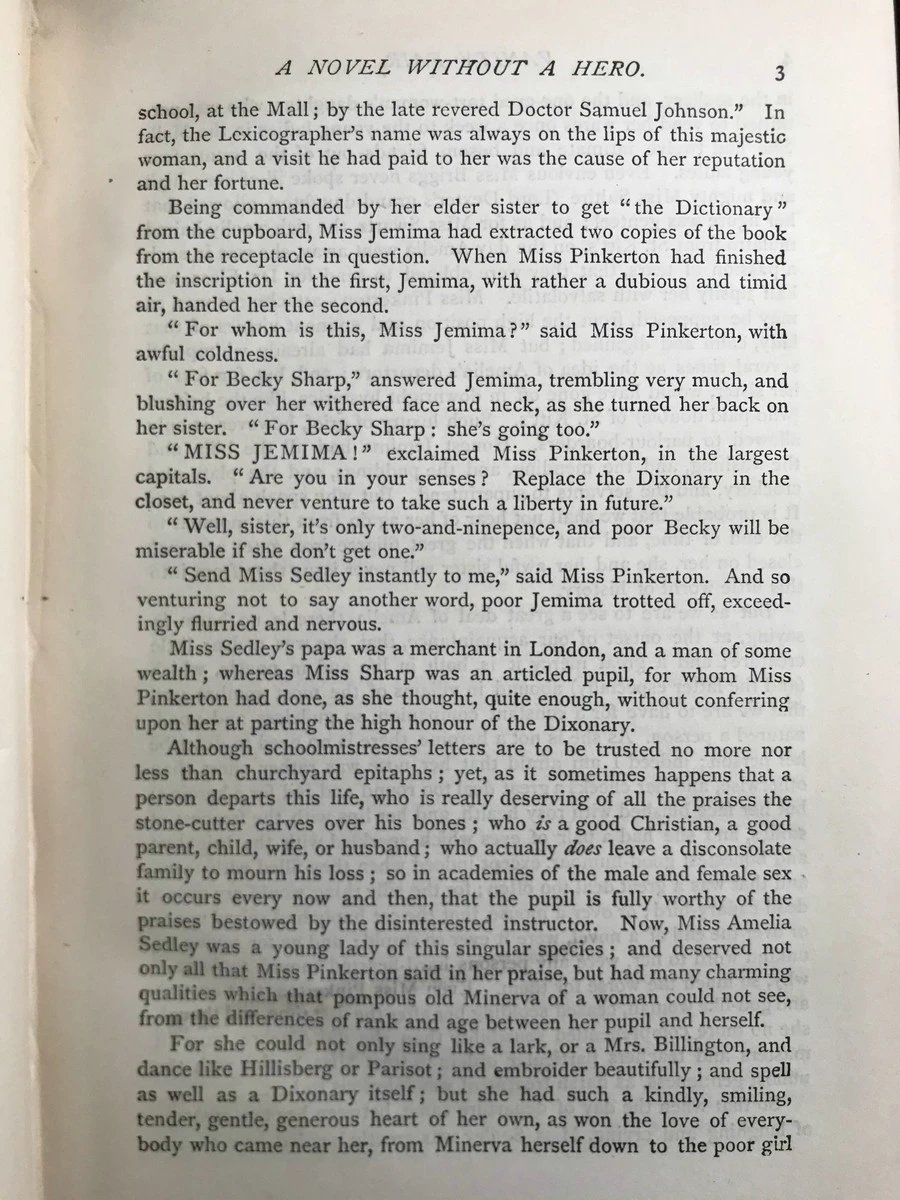 A NOVEL WITHOUT A HERO. 3
school, at the Mall; by the late revered Doctor Samuel Johnson.” In
fact, the Lexicographer’s name was always on the lips of this majestic
woman, and a visit he had paid to her was the cause of her reputation
and her fortune.
Being commanded by her elder sister to get “the Dictionary”
from the cupboard, Miss Jemima had extracted two copies of the book
from the receptacle in question. When Miss Pinkerton had finished
the inscription in the first, Jemima, with rather a dubious and timid
air, handed her the second.
“For whom is this, Miss Jemima?” said Miss Pinkerton, with
awful coldness.
“For Becky Sharp,” answered Jemima, trembling very much, and
blushing over her withered face and neck, as she turned her back on
her sister. “For Becky Sharp: she’s going too.”
“MISS JEMIMA!” exclaimed Miss Pinkerton, in the largest
capitals. “Are you in your senses? Replace the Dixonary in the
closet, and never venture to take such a liberty in future.”
“Well, sister, it’s only two-and-ninepence, and poor Becky will be
miserable if she don’t get one.”
“Send Miss Sedley instantly to me,” said Miss Pinkerton. And so
venturing not to say another word, poor Jemima trotted off, exceed-
ingly flurried and nervous.
Miss Sedley’s papa was a merchant in London, and a man of some
wealth; whereas Miss Sharp was an articled pupil, for whom Miss
Pinkerton had done, as she thought, quite enough, without conferring
upon her at parting the high honour of the Dixonary.
Although schoolmistresses’ letters are to be trusted no more nor
less than churchyard epitaphs; yet, as it sometimes happens that a
person departs this life, who is really deserving of all the praises the
stone-cutter carves over his bones; who is a good Christian, a good
parent, child, wife, or husband; who actually does leave a disconsolate
family to mourn his loss; so in academies of the male and female sex
it occurs every now and then, that the pupil is fully worthy of the
praises bestowed by the disinterested instructor. Now, Miss Amelia
Sedley was a young lady of this singular species; and deserved not
only all that Miss Pinkerton said in her praise, but had many charming
qualities which that pompous old Minerva of a woman could not see,
from the differences of rank and age between her pupil and herself.
For she could not only sing like a lark, or a Mrs. Billington, and
dance like Hillisberg or Parisot; and embroider beautifully; and spell
as well as a Dixonary itself; but she had such a kindly, smiling,
tender, gentle, generous heart of her own, as won the love of every-
body who came near her, from Minerva herself down to the poor girl